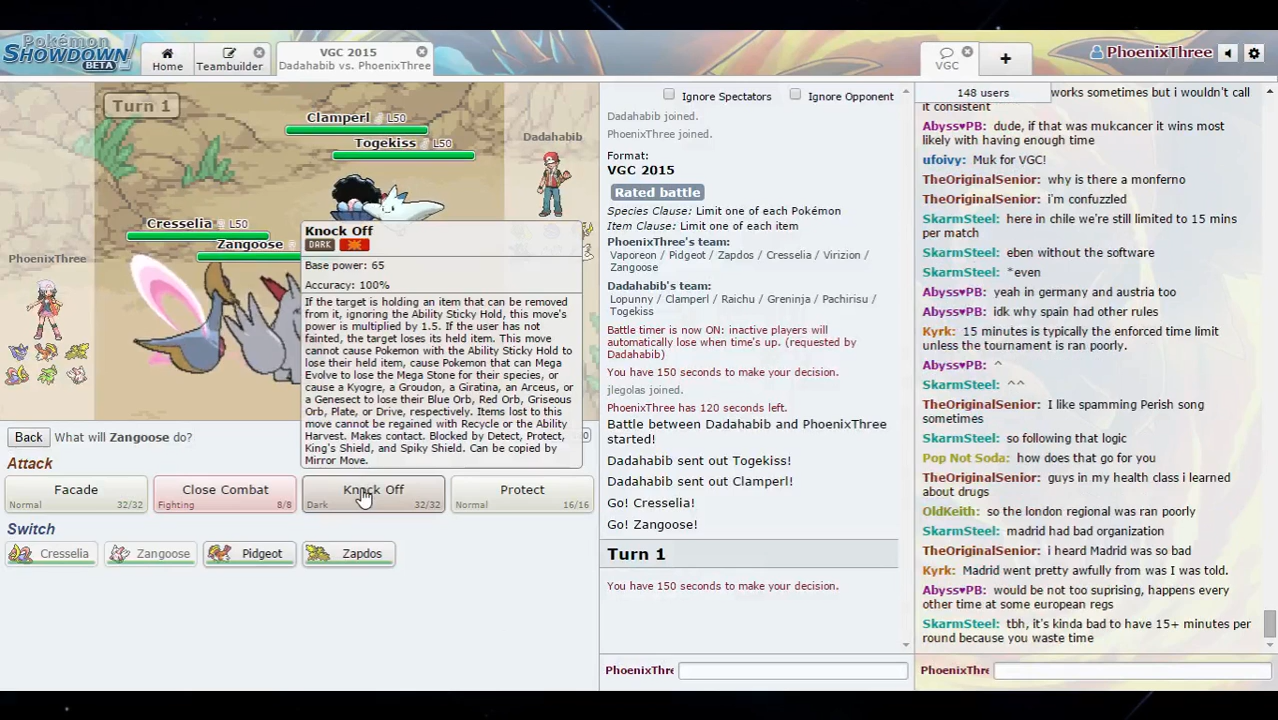 Pokémon
SHOWDOWN!
BETA
Home
Teambuilder
VGC 2015
Dadahabib vs. PhoenixThree
VGC
+
PhoenixThree
Turn 1
Clamperl L50
Togekiss L50
Dadahabib
Cresselia L50
Zangoose
PhoenixThree
Knock Off
DARK
Base power: 65
Accuracy: 100%
If the target is holding an item that can be removed
from it, ignoring the Ability Sticky Hold, this move's
power is multiplied by 1.5. If the user has not
fainted, the target loses its held item. This move
cannot cause Pokemon with the Ability Sticky Hold to
lose their held item, cause Pokemon that can Mega
Evolve to lose the Mega Stone for their species, or
cause a Kyogre, a Groudon, a Giratina, an Arceus, or
a Genesect to lose their Blue Orb, Red Orb, Griseous
Orb, Plate, or Drive, respectively. Items lost to this
move cannot be regained with Recycle or the Ability
Harvest. Makes contact. Blocked by Detect, Protect,
King's Shield, and Spiky Shield. Can be copied by
Mirror Move.
Back What will Zangoose do?
Attack
Facade
Normal 32/32
Close Combat
Fighting 8/8
Knock Off
Dark 32/32
Protect
Normal 16/16
Switch
Cresselia
Zangoose
Pidgeot
Zapdos
Ignore Spectators
Ignore Opponent
Dadahabib joined.
PhoenixThree joined.
Format:
VGC 2015
Rated battle
Species Clause: Limit one of each Pokémon
Item Clause: Limit one of each item
PhoenixThree's team:
Vaporeon / Pidgeot / Zapdos / Cresselia / Virizion /
Zangoose
Dadahabib's team:
Lopunny / Clamperl / Raichu / Greninja / Pachirisu /
Togekiss
Battle timer is now ON: inactive players will
automatically lose when time's up. (requested by
Dadahabib)
You have 150 seconds to make your decision.
jlegolas joined.
PhoenixThree has 120 seconds left.
Battle between Dadahabib and PhoenixThree
started!
Dadahabib sent out Togekiss!
Dadahabib sent out Clamperl!
Go! Cresselia!
Go! Zangoose!
Turn 1
You have 150 seconds to make your decision.
PhoenixThre
148 users
works sometimes but i wouldn't call
it consistent
Abyss♥PB: dude, if that was mukcancer it wins most
likely with having enough time
ufoivy: Muk for VGC!
TheOriginalSenior: why is there a monferno
TheOriginalSenior: i'm confuzzled
SkarmSteel: here in chile we're still limited to 15 mins
per match
SkarmSteel: eben without the software
SkarmSteel: *even
Abyss♥PB: yeah in germany and austria too
Abyss♥PB: idk why spain had other rules
Kyrk: 15 minutes is typically the enforced time limit
unless the tournament is ran poorly.
Abyss♥PB: ^
SkarmSteel: ^^
TheOriginalSenior: I like spamming Perish song
sometimes
SkarmSteel: so following that logic
Pop Not Soda: how does that go for you
TheOriginalSenior: guys in my health class i learned
about drugs
OldKeith: so the london regional was ran poorly
SkarmSteel: madrid had bad organization
TheOriginalSenior: i heard Madrid was so bad
Kyrk: Madrid went pretty awfully from was I was told.
Abyss♥PB: would be not too suprising, happens every
other time at some european regs
SkarmSteel: tbh, it's kinda bad to have 15+ minutes per
round because you waste time
PhoenixThre